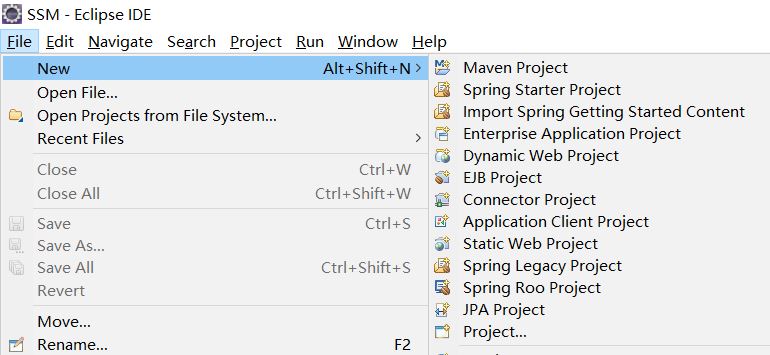 SSM - Eclipse IDE
File Edit Navigate Search Project Run Window Help
New Alt+Shift+N
Open File...
Open Projects from File System...
Recent Files
Close Ctrl+W
Close All Ctrl+Shift+W
Save Ctrl+S
Save As...
Save All Ctrl+Shift+S
Revert
Move...
Rename... F2
Maven Project
Spring Starter Project
Import Spring Getting Started Content
Enterprise Application Project
Dynamic Web Project
EJB Project
Connector Project
Application Client Project
Static Web Project
Spring Legacy Project
Spring Roo Project
JPA Project
Project...